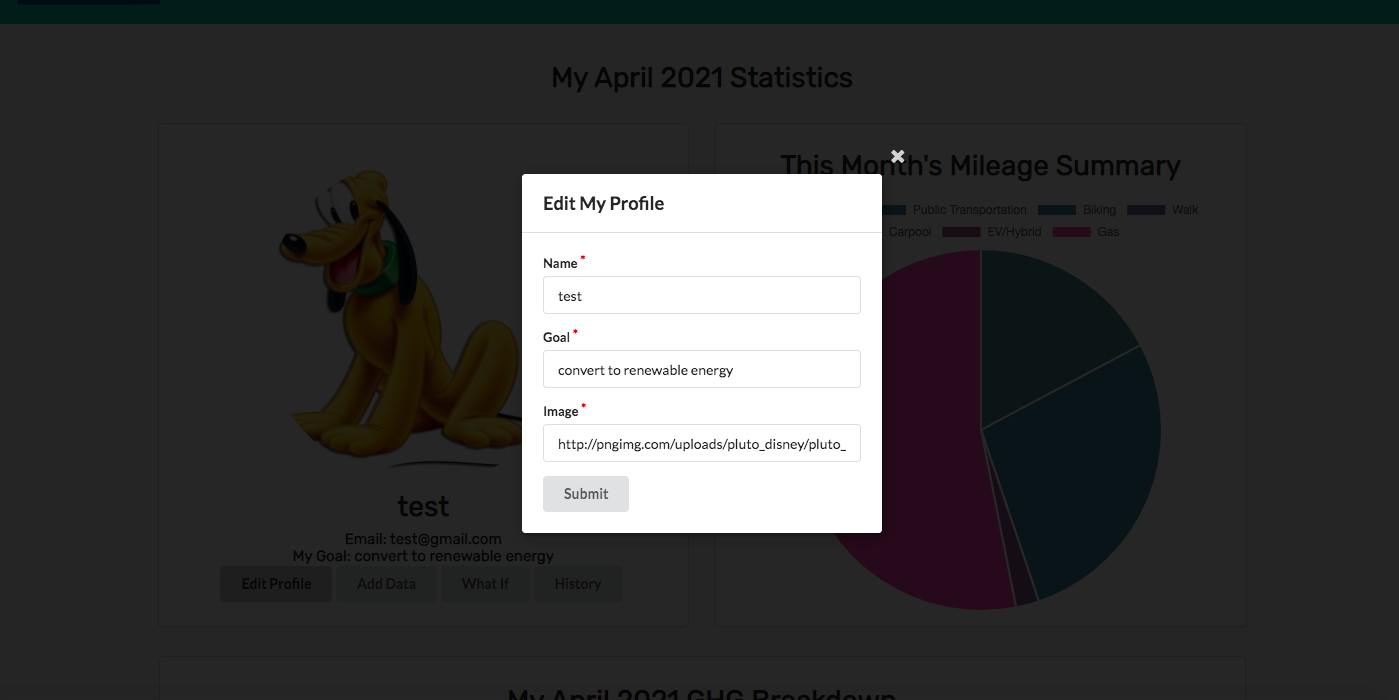 My April 2021 Statistics
This Month's Mileage Summary
Public Transportation Biking Walk
Carpool EV/Hybrid Gas
Edit My Profile
Name *
test
Goal *
convert to renewable energy
Image *
http://pngimg.com/uploads/pluto_disney/pluto_
Submit
test
Email: test@gmail.com
My Goal: convert to renewable energy
Edit Profile Add Data What If History
My April 2021 GHG Breakdown